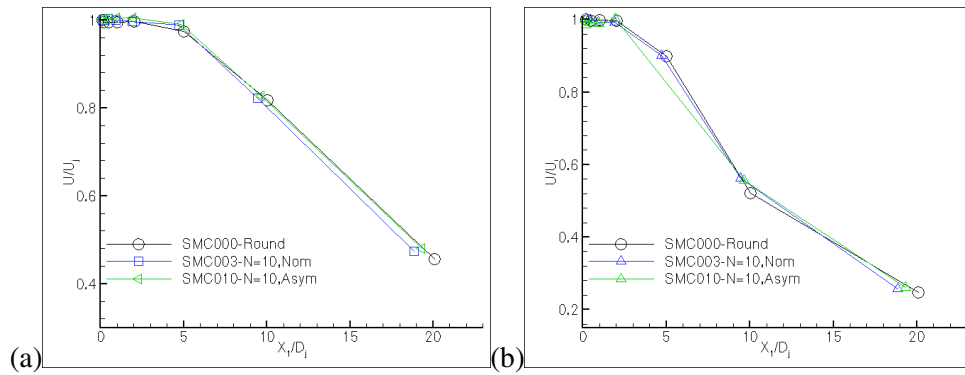 1
0.8
0.6
0.4
U/U_j
0 5 10 15 20
X_1/D_j
SMC000-Round
SMC003-N=10,Nom
SMC010-N=10,Asym
(a)
1
0.8
0.6
0.4
0.2
U/U_j
0 5 10 15 20
X_1/D_j
SMC000-Round
SMC003-N=10,Nom
SMC010-N=10,Asym
(b)